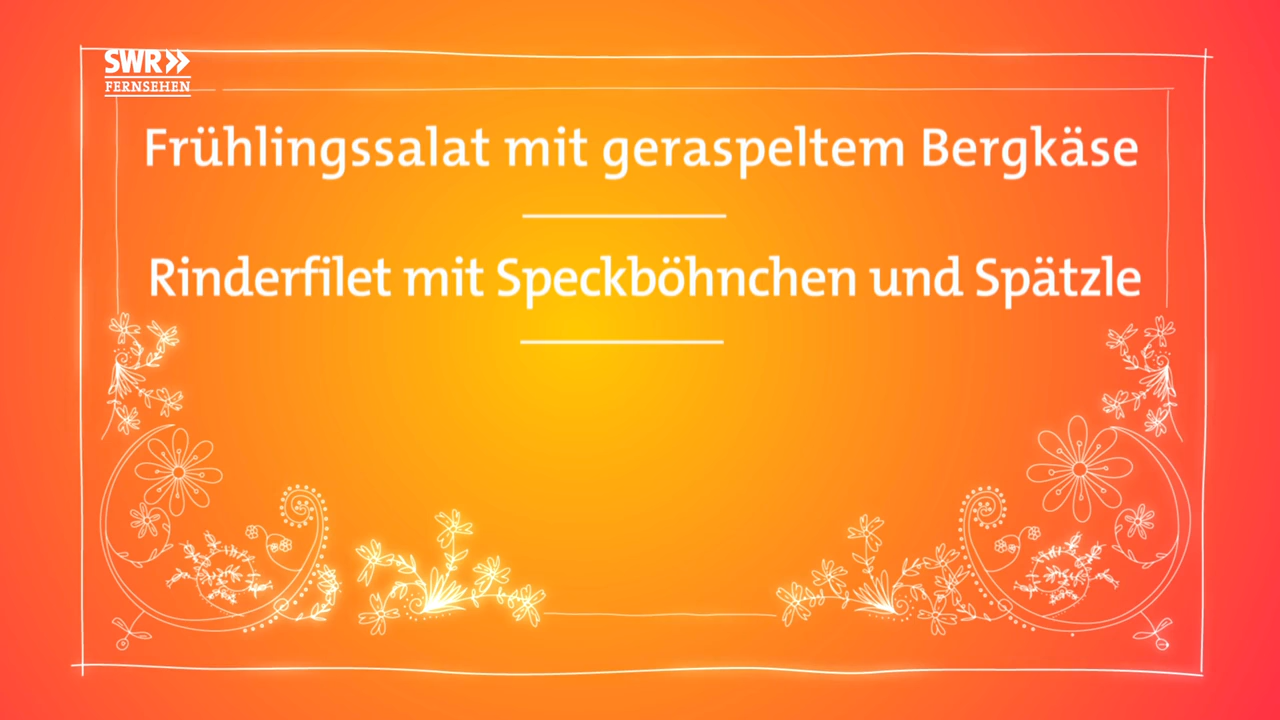 SWR
FERNSEHEN
Frühlingssalat mit geraspeltem Bergkäse
Rinderfilet mit Speckböhnchen und Spätzle